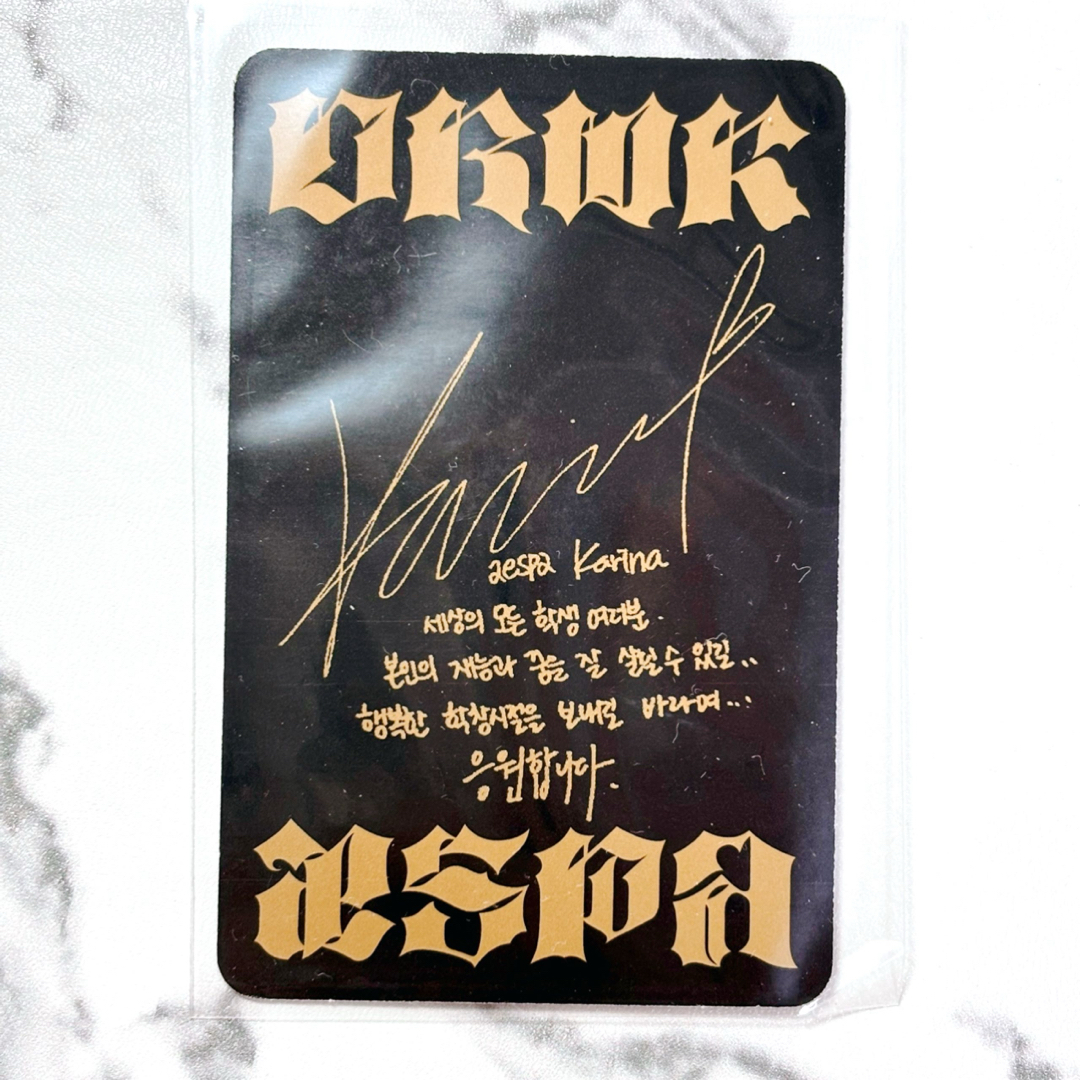 DRWK
Karina
aespa Karina
세상의 모든 학생 여러분.
본인의 재능과 꿈을 잘 살릴 수 있길..
행복한 학창시절을 보내길 바라며...
응원합니다.
aespa